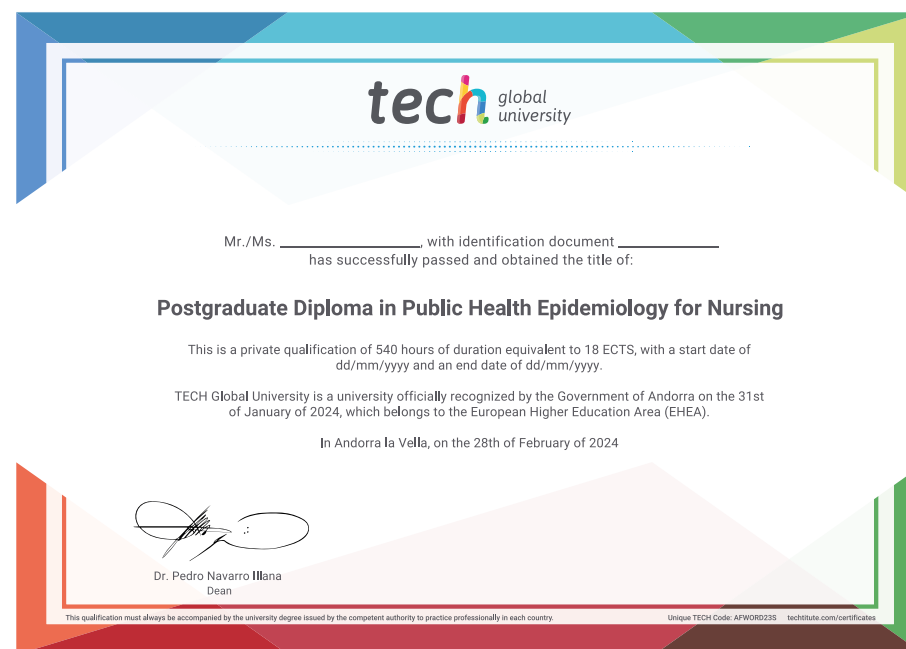 tech global university
Mr./Ms. ____________________, with identification document ______________
has successfully passed and obtained the title of:
Postgraduate Diploma in Public Health Epidemiology for Nursing
This is a private qualification of 540 hours of duration equivalent to 18 ECTS, with a start date of
dd/mm/yyyy and an end date of dd/mm/yyyy.
TECH Global University is a university officially recognized by the Government of Andorra on the 31st
of January of 2024, which belongs to the European Higher Education Area (EHEA).
In Andorra la Vella, on the 28th of February of 2024
Dr. Pedro Navarro Illana
Dean
This qualification must always be accompanied by the university degree issued by the competent authority to practice professionally in each country.
Unique TECH Code: AFWORD23S techtitute.com/certificates